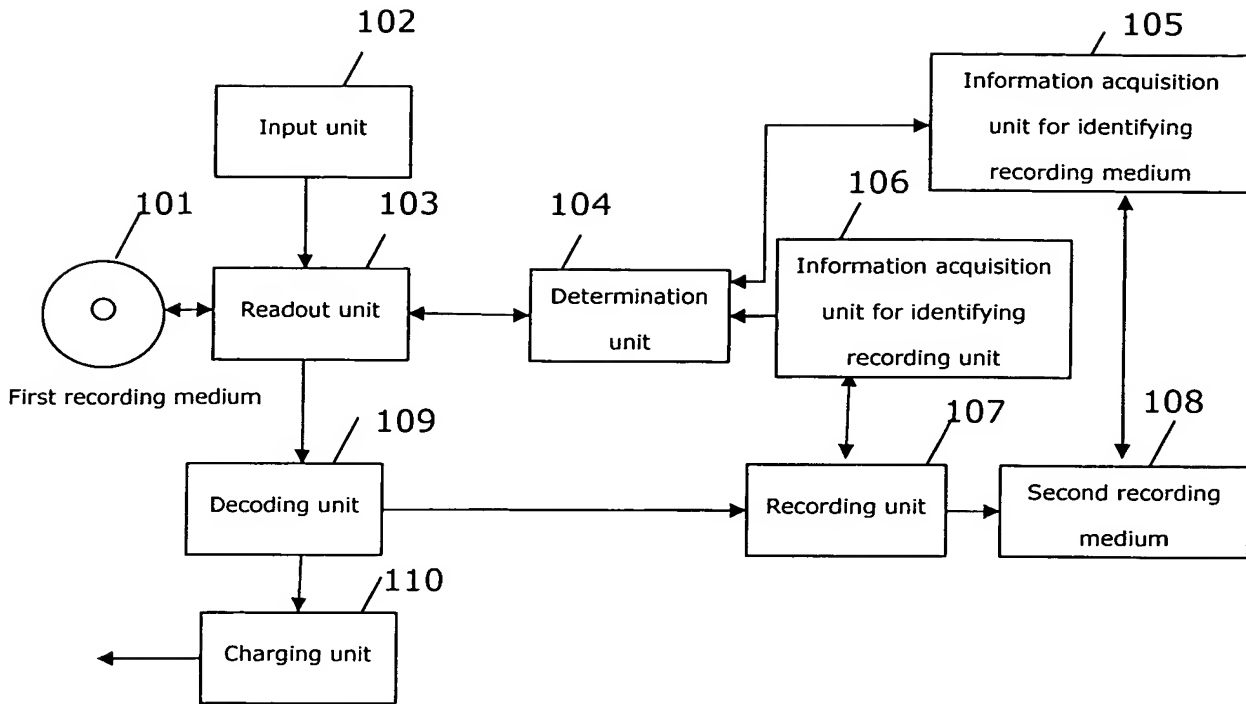 102
Input unit
105
Information acquisition
unit for identifying
recording medium
101
First recording medium
103
Readout unit
104
Determination
unit
106
Information acquisition
unit for identifying
recording unit
109
Decoding unit
107
Recording unit
108
Second recording
medium
110
Charging unit